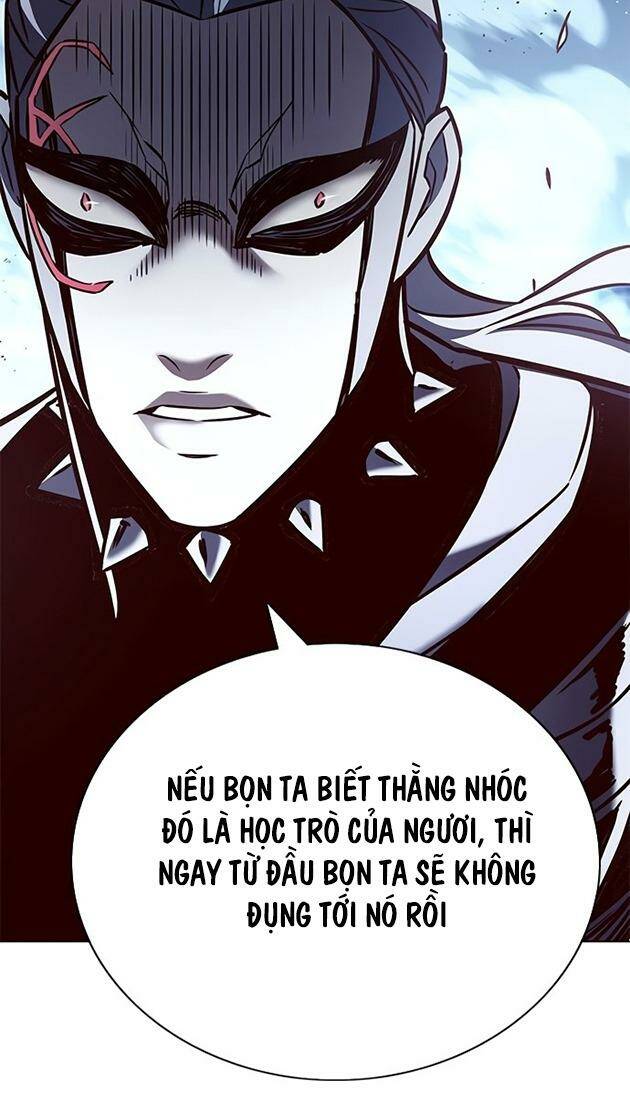 NẾU BỌN TA BIẾT THẰNG NHÓC
ĐÓ LÀ HỌC TRÒ CỦA NGƯƠI, THÌ
NGAY TỪ ĐẦU BỌN TA SẼ KHÔNG
ĐỤNG TỚI NÓ RỒI